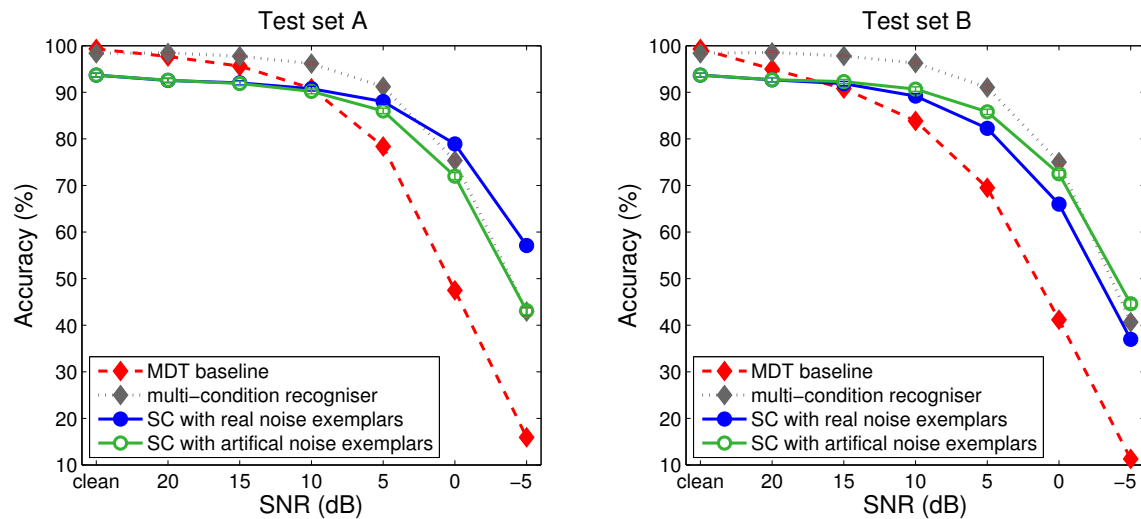 Test set A
Accuracy (%)
100
90
80
70
60
50
40
30
20
10
MDT baseline
multi−condition recogniser
SC with real noise exemplars
SC with artifical noise exemplars
clean 20 15 10 5 0 −5
SNR (dB)
Test set B
Accuracy (%)
100
90
80
70
60
50
40
30
20
10
MDT baseline
multi−condition recogniser
SC with real noise exemplars
SC with artifical noise exemplars
clean 20 15 10 5 0 −5
SNR (dB)